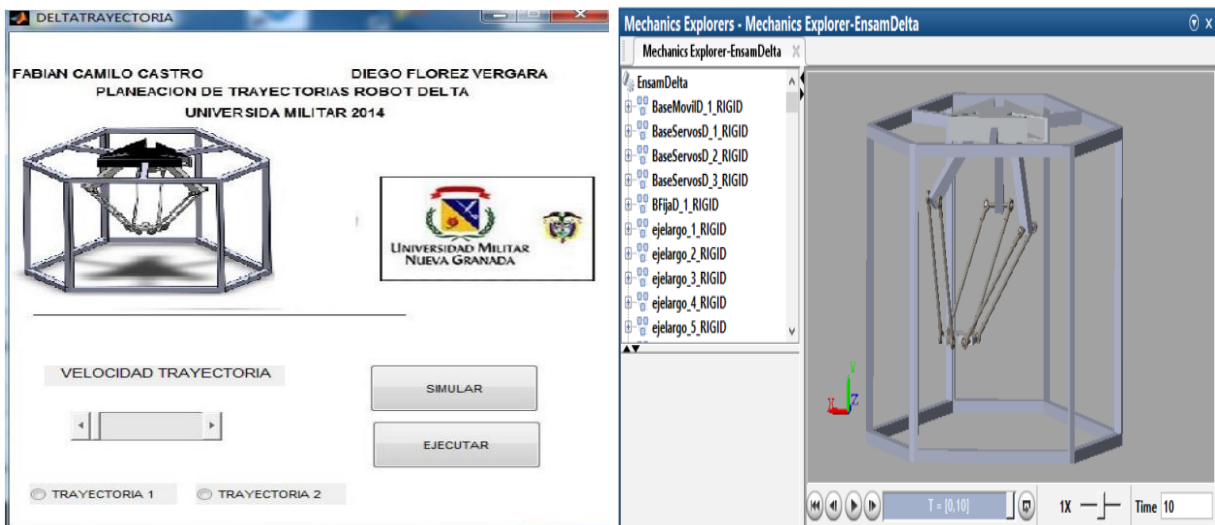 DELTATRAYECTORIA
FABIAN CAMILO CASTRO DIEGO FLOREZ VERGARA
PLANEACION DE TRAYECTORIAS ROBOT DELTA
UNIVERSIDA MILITAR 2014
UNIVERSIDAD MILITAR
NUEVA GRANADA
VELOCIDAD TRAYECTORIA
SIMULAR
EJECUTAR
TRAYECTORIA 1 TRAYECTORIA 2
Mechanics Explorers - Mechanics Explorer-EnsamDelta
Mechanics Explorer-EnsamDelta
EnsamDelta
BaseMovilD_1_RIGID
BaseServosD_1_RIGID
BaseServosD_2_RIGID
BaseServosD_3_RIGID
BFijaD_1_RIGID
ejelargo_1_RIGID
ejelargo_2_RIGID
ejelargo_3_RIGID
ejelargo_4_RIGID
ejelargo_5_RIGID
Y
X Z
T = [0,10] 1X Time 10